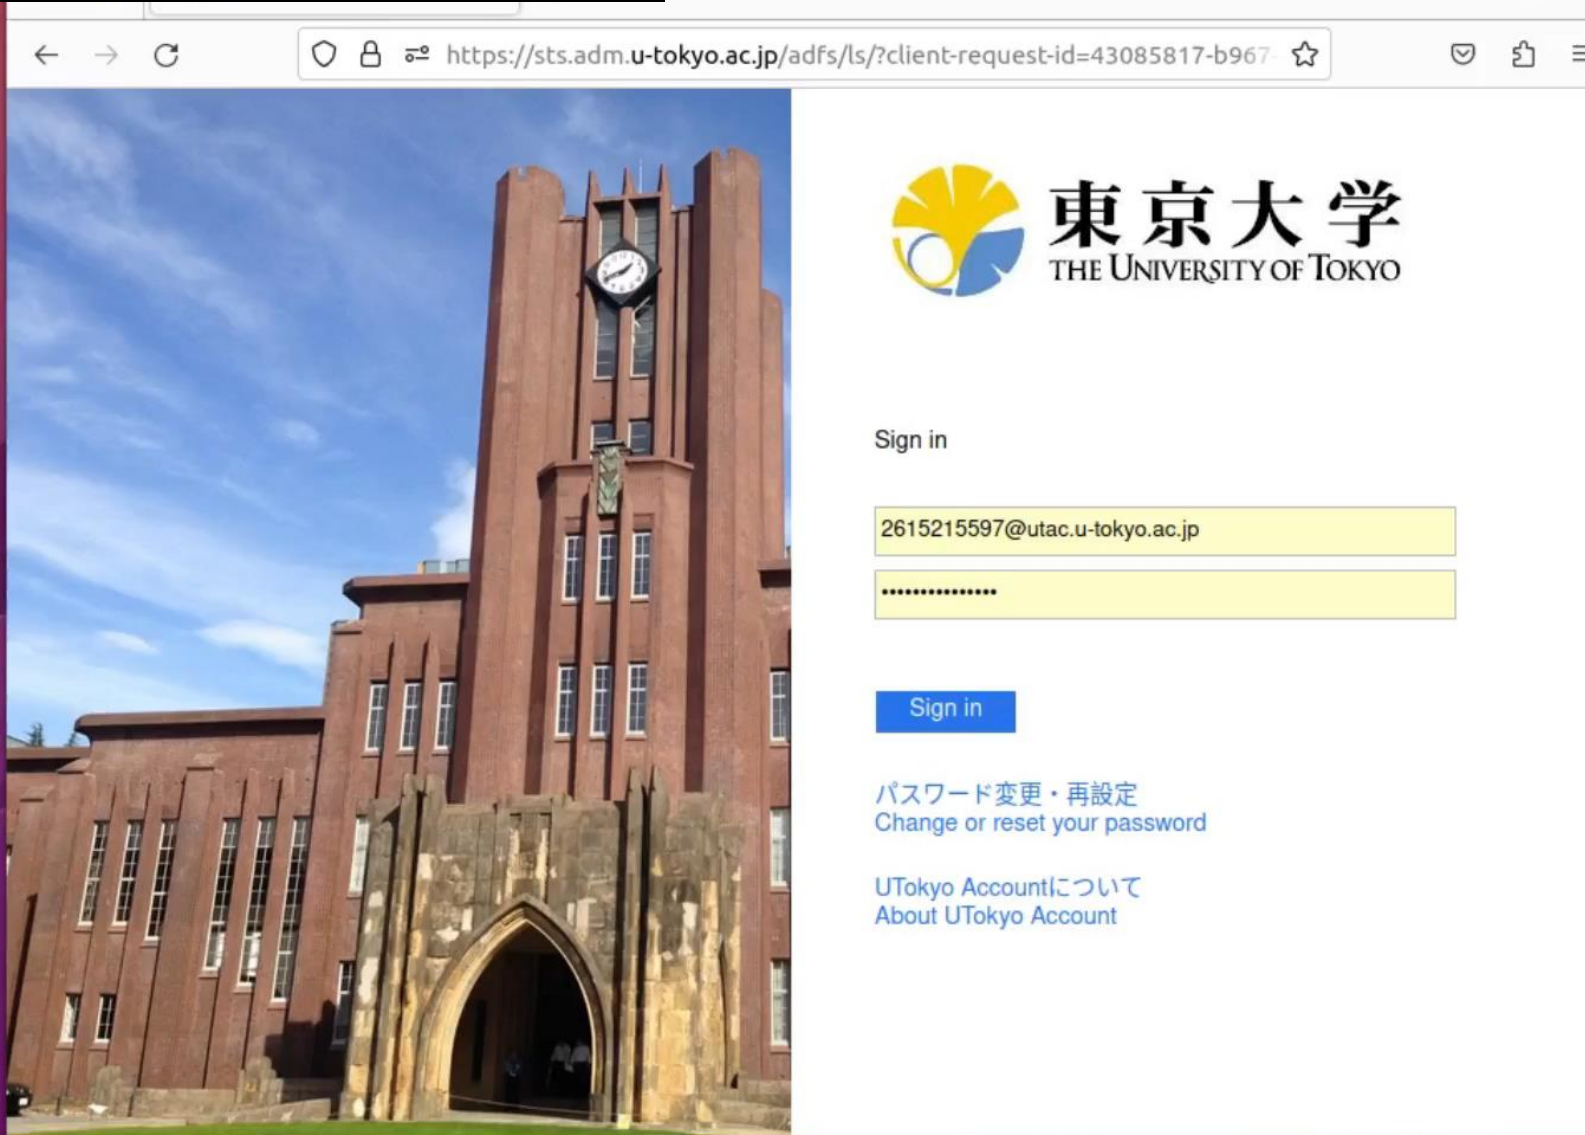 https://sts.adm.u-tokyo.ac.jp/adfs/ls/?client-request-id=43085817-b967-
東京大学
THE UNIVERSITY OF TOKYO
Sign in
2615215597@utac.u-tokyo.ac.jp
•••••••••••••••
Sign in
パスワード変更・再設定
Change or reset your password
UTokyo Accountについて
About UTokyo Account